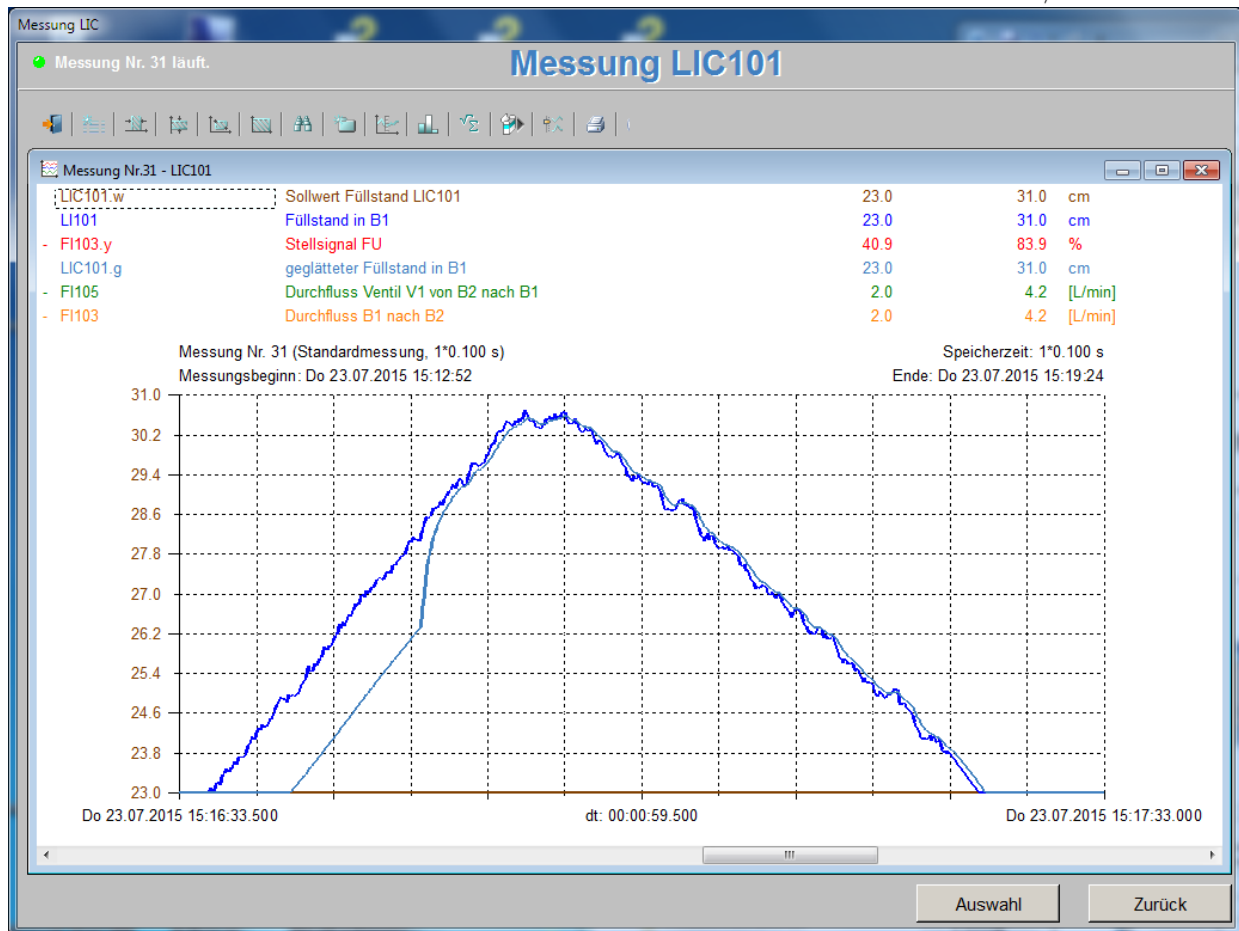 Messung LIC
Messung Nr. 31 läuft.
Messung LIC101
Messung Nr.31 - LIC101
LIC101.w Sollwert Füllstand LIC101 23.0 31.0 cm
LI101 Füllstand in B1 23.0 31.0 cm
- FI103.y Stellsignal FU 40.9 83.9 %
LIC101.g geglätteter Füllstand in B1 23.0 31.0 cm
- FI105 Durchfluss Ventil V1 von B2 nach B1 2.0 4.2 [L/min]
- FI103 Durchfluss B1 nach B2 2.0 4.2 [L/min]
Messung Nr. 31 (Standardmessung, 1*0.100 s) Speicherzeit: 1*0.100 s
Messungsbeginn: Do 23.07.2015 15:12:52 Ende: Do 23.07.2015 15:19:24
31.0
30.2
29.4
28.6
27.8
27.0
26.2
25.4
24.6
23.8
23.0
Do 23.07.2015 15:16:33.500 dt: 00:00:59.500 Do 23.07.2015 15:17:33.000
Auswahl Zurück